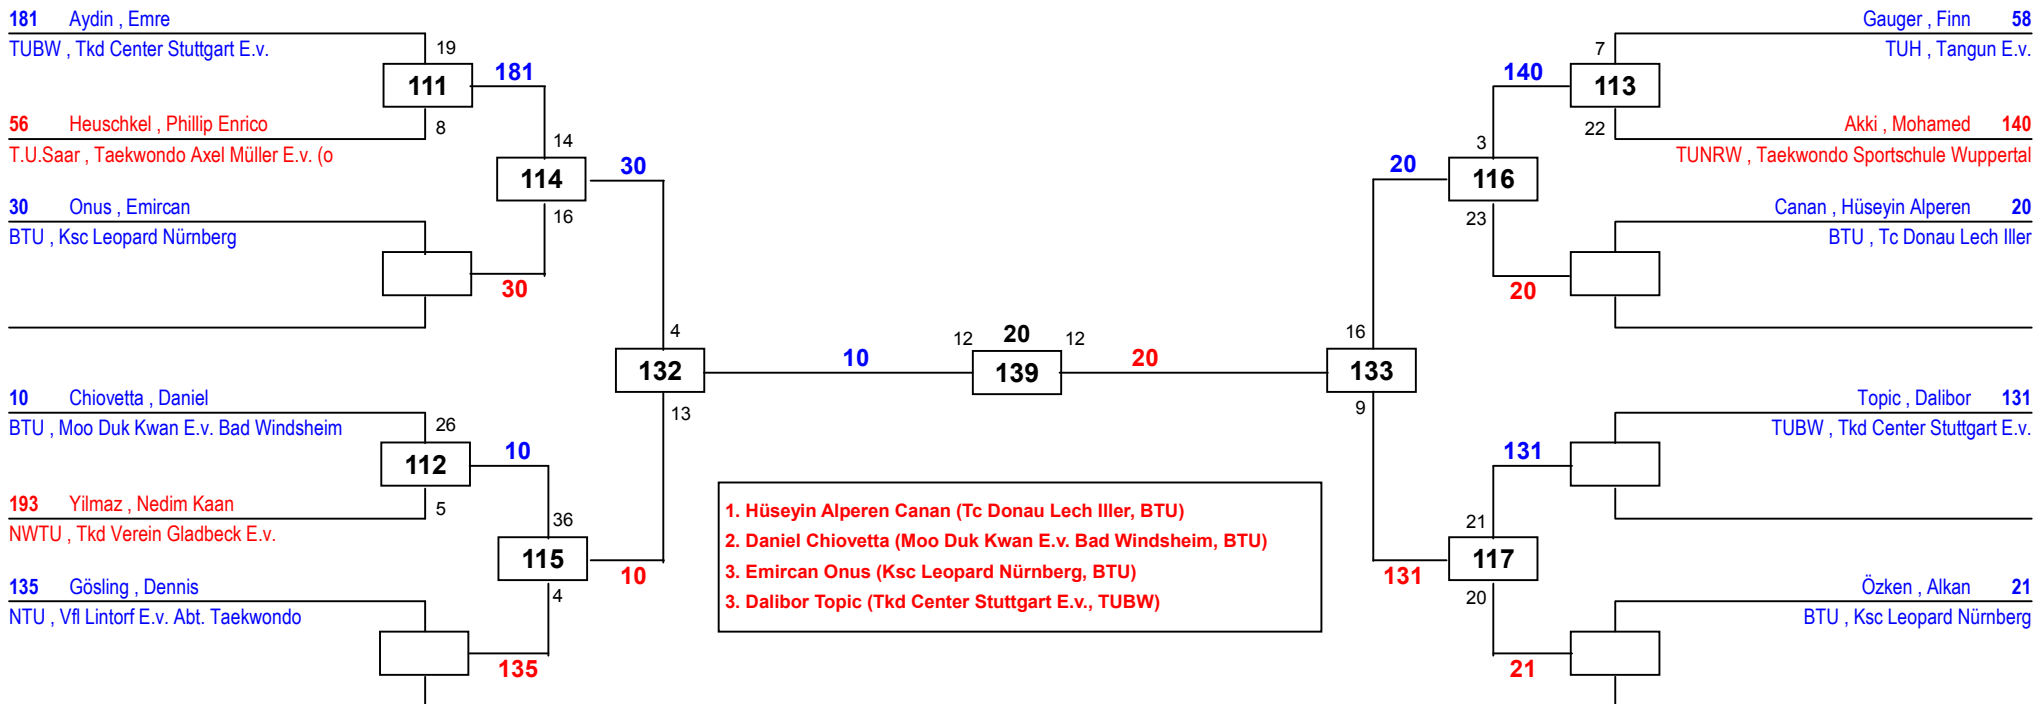 181 Aydin , Emre
TUBW , Tkd Center Stuttgart E.v.
19
111
181
8
56 Heuschkel , Phillip Enrico
T.U.Saar , Taekwondo Axel Müller E.v. (o
14
114
30
16
30 Onus , Emircan
BTU , Ksc Leopard Nürnberg
30
4
132
10
13
10 Chiovetta , Daniel
BTU , Moo Duk Kwan E.v. Bad Windsheim
26
112
10
5
193 Yilmaz , Nedim Kaan
NWTU , Tkd Verein Gladbeck E.v.
36
115
10
4
135 Gösling , Dennis
NTU , Vfl Lintorf E.v. Abt. Taekwondo
135
12 20 12
139
20
Gauger , Finn 58
TUH , Tangun E.v.
7
140
113
22
Akki , Mohamed 140
TUNRW , Taekwondo Sportschule Wuppertal
3
20
116
23
Canan , Hüseyin Alperen 20
BTU , Tc Donau Lech Iller
20
16
133
9
Topic , Dalibor 131
TUBW , Tkd Center Stuttgart E.v.
131
21
117
131
20
Özken , Alkan 21
BTU , Ksc Leopard Nürnberg
21
1. Hüseyin Alperen Canan (Tc Donau Lech Iller, BTU)
2. Daniel Chiovetta (Moo Duk Kwan E.v. Bad Windsheim, BTU)
3. Emircan Onus (Ksc Leopard Nürnberg, BTU)
3. Dalibor Topic (Tkd Center Stuttgart E.v., TUBW)